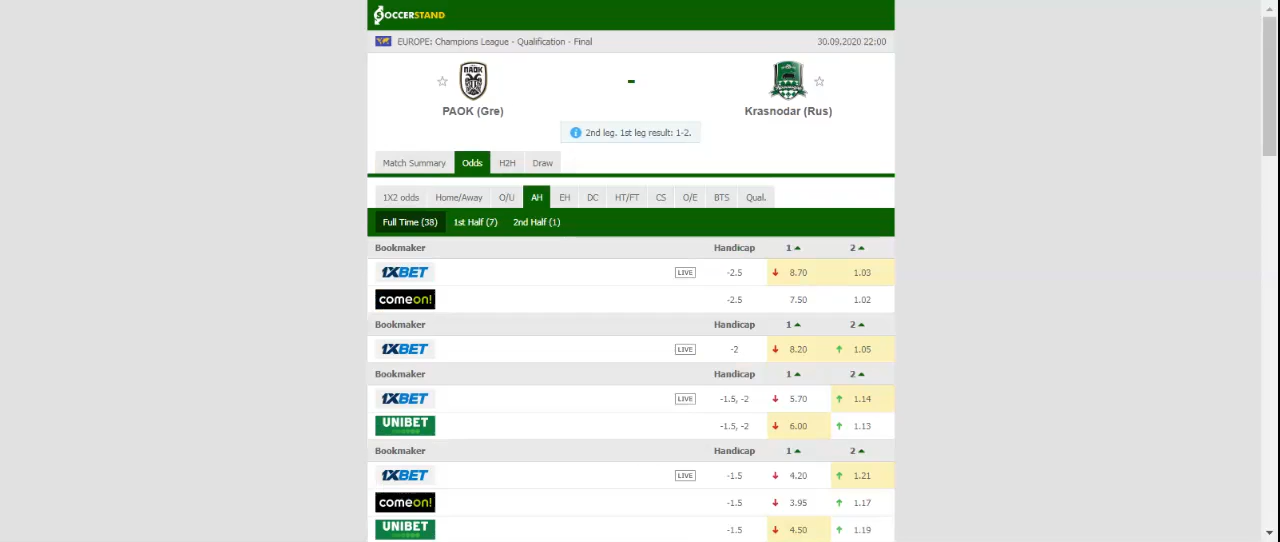 SOCCERSTAND
EUROPE: Champions League - Qualification - Final 30.09.2020 22:00
ΠΑΟΚ
-
PAOK (Gre) Krasnodar (Rus)
2nd leg. 1st leg result: 1-2.
Match Summary Odds H2H Draw
1X2 odds Home/Away O/U AH EH DC HT/FT CS O/E BTS Qual.
Full Time (38) 1st Half (7) 2nd Half (1)
Bookmaker Handicap 1 2
1XBET LIVE -2.5 8.70 1.03
comeon! -2.5 7.50 1.02
Bookmaker Handicap 1 2
1XBET LIVE -2 8.20 1.05
Bookmaker Handicap 1 2
1XBET LIVE -1.5, -2 5.70 1.14
UNIBET -1.5, -2 6.00 1.13
Bookmaker Handicap 1 2
1XBET LIVE -1.5 4.20 1.21
comeon! -1.5 3.95 1.17
UNIBET -1.5 4.50 1.19